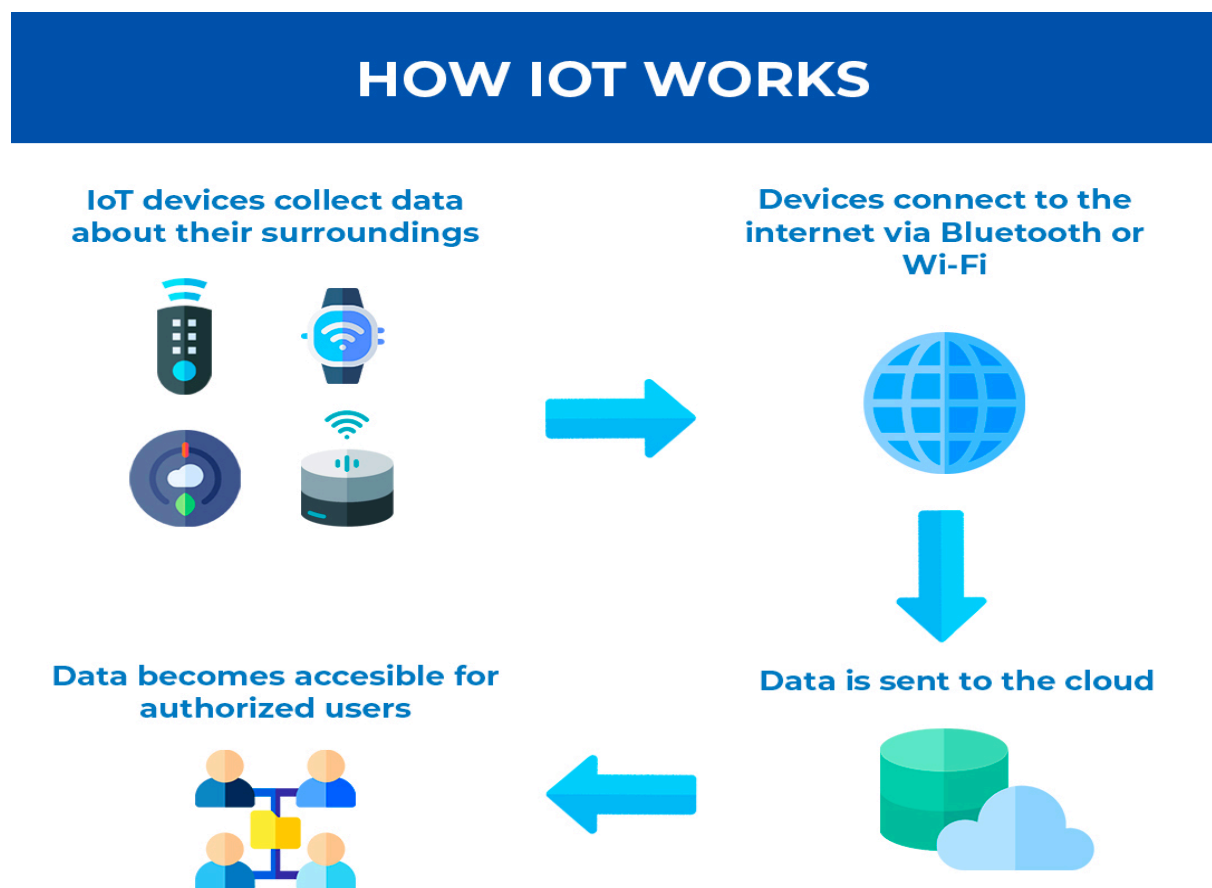 HOW IOT WORKS
IoT devices collect data
about their surroundings
Devices connect to the
internet via Bluetooth or
Wi-Fi
Data is sent to the cloud
Data becomes accesible for
authorized users